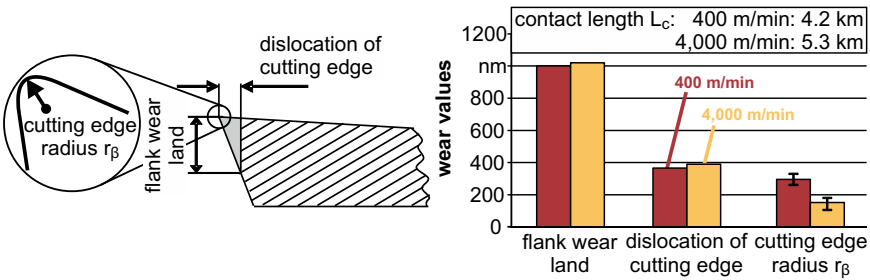 dislocation of
cutting edge
cutting edge
radius rβ
flank wear
land
contact length Lc: 400 m/min: 4.2 km
4,000 m/min: 5.3 km
wear values
1200
nm
800
600
400
200
0
400 m/min
4,000 m/min
flank wear
land
dislocation of
cutting edge
cutting edge
radius rβ